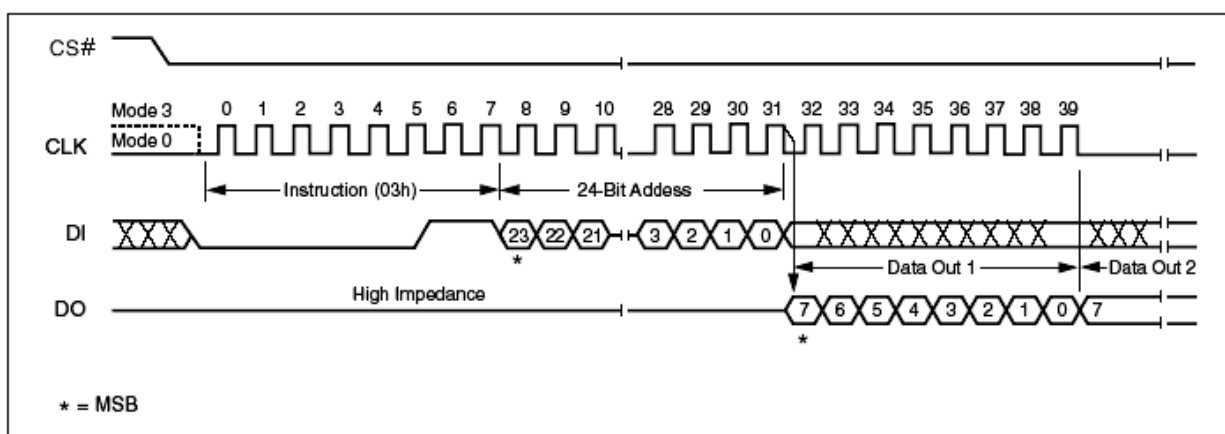 CS#
Mode 3
0 1 2 3 4 5 6 7 8 9 10 28 29 30 31 32 33 34 35 36 37 38 39
CLK
Mode 0
Instruction (03h)
24-Bit Addess
DI
23 22 21 3 2 1 0
*
Data Out 1
Data Out 2
High Impedance
DO
7 6 5 4 3 2 1 0 7
*
* = MSB